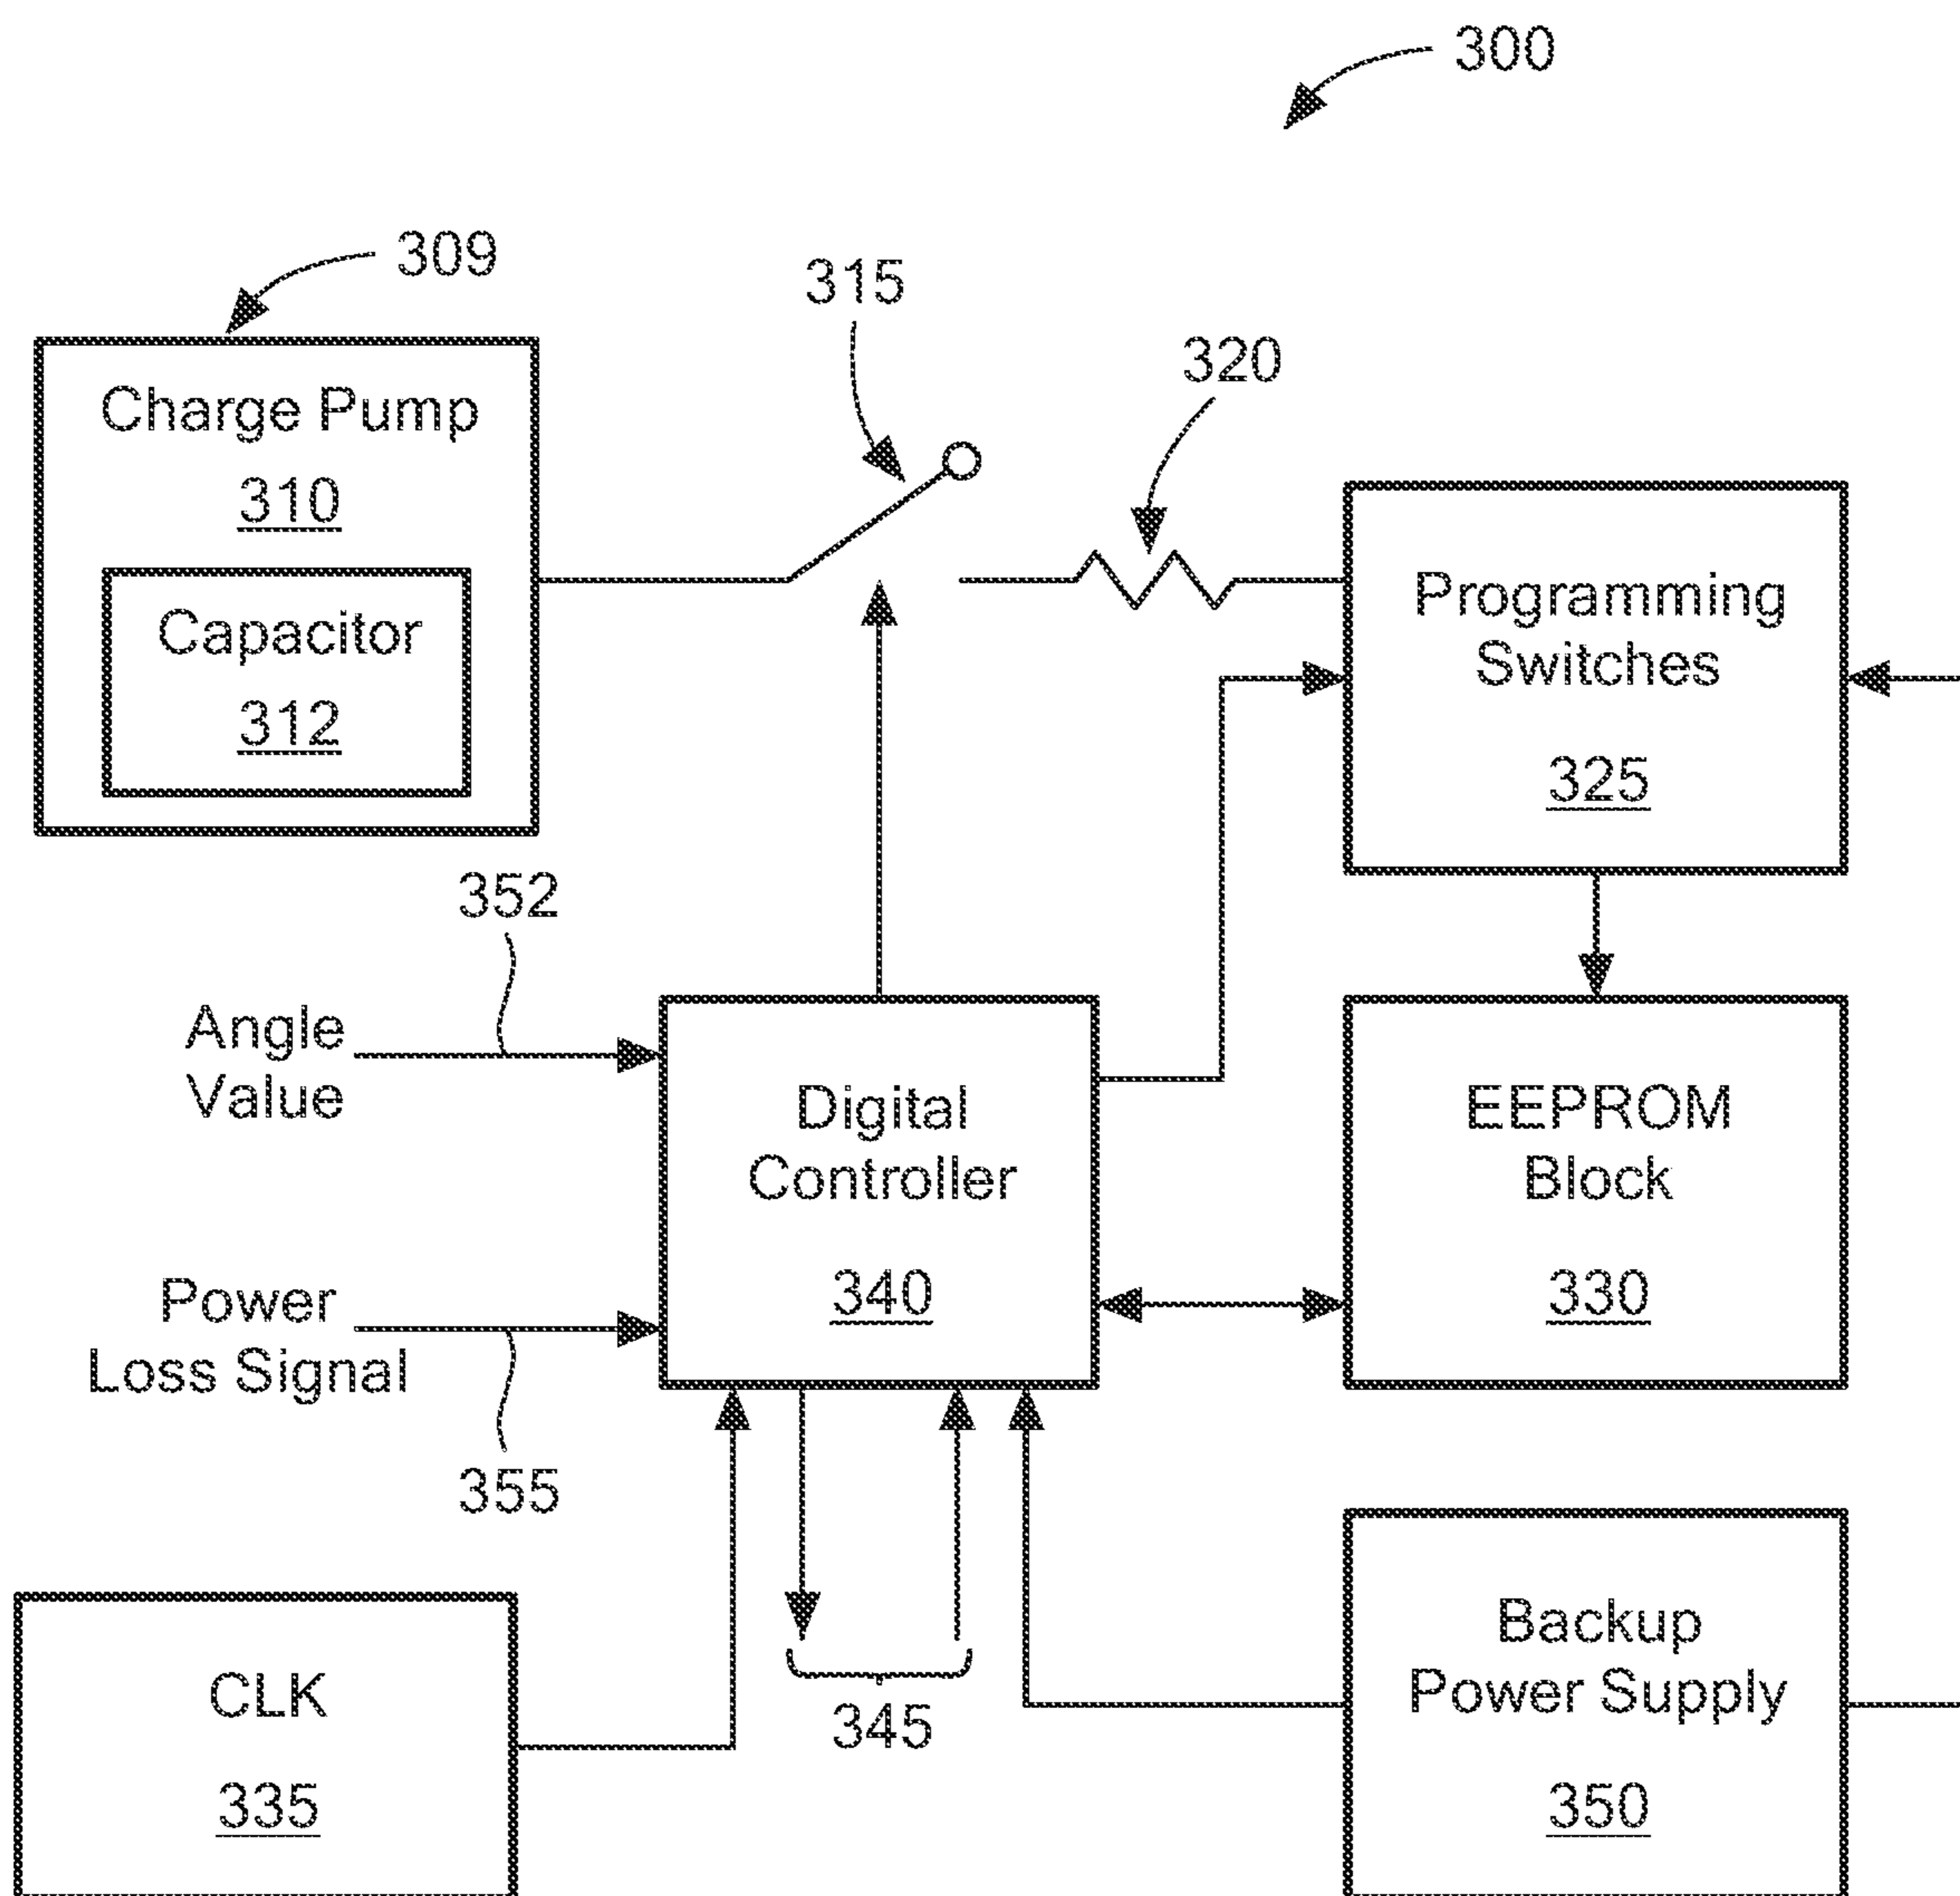 300
309
315
320
Charge Pump
310
Capacitor
312
Programming
Switches
325
352
Angle
Value
Digital
Controller
340
EEPROM
Block
330
Power
Loss Signal
355
CLK
335
345
Backup
Power Supply
350